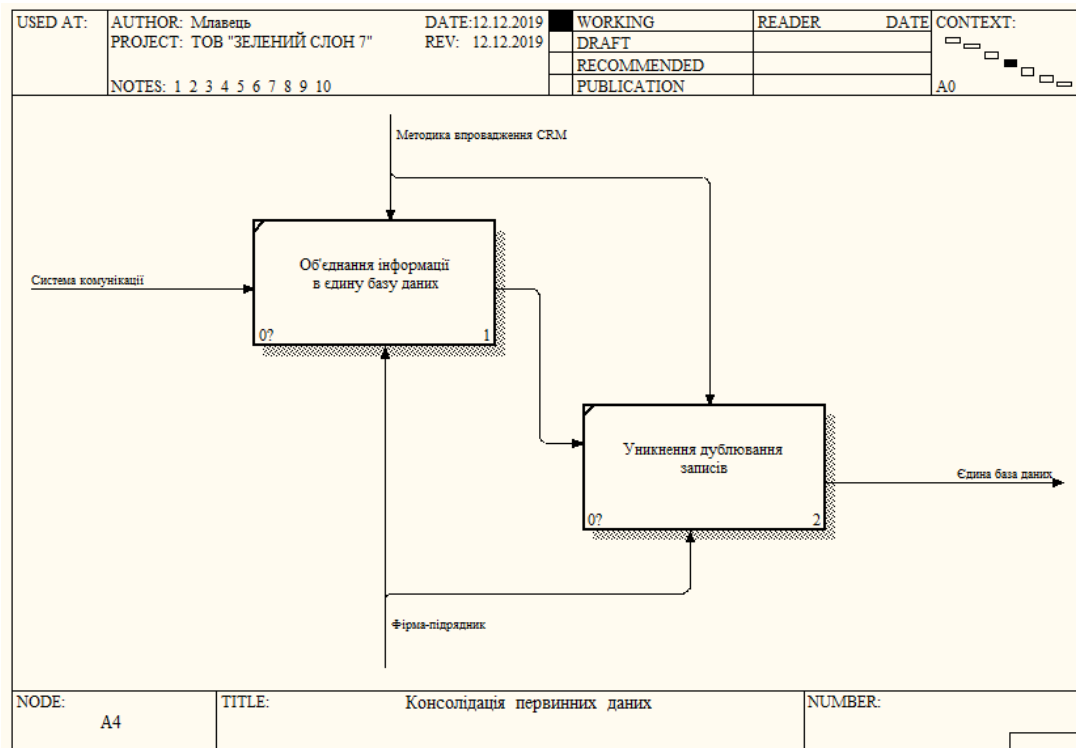 USED AT:
AUTHOR: Млавець
DATE:12.12.2019
WORKING
READER
DATE
CONTEXT:
PROJECT: ТОВ "ЗЕЛЕНИЙ СЛОН 7"
REV: 12.12.2019
DRAFT
RECOMMENDED
NOTES: 1 2 3 4 5 6 7 8 9 10
PUBLICATION
A0
Методика впровадження CRM
Система комунікації
Об'єднання інформації
в єдину базу даних
0?
1
Уникнення дублювання
записів
0?
2
Єдина база даних
Фірма-підрядник
NODE:
A4
TITLE:
Консолідація первинних даних
NUMBER: